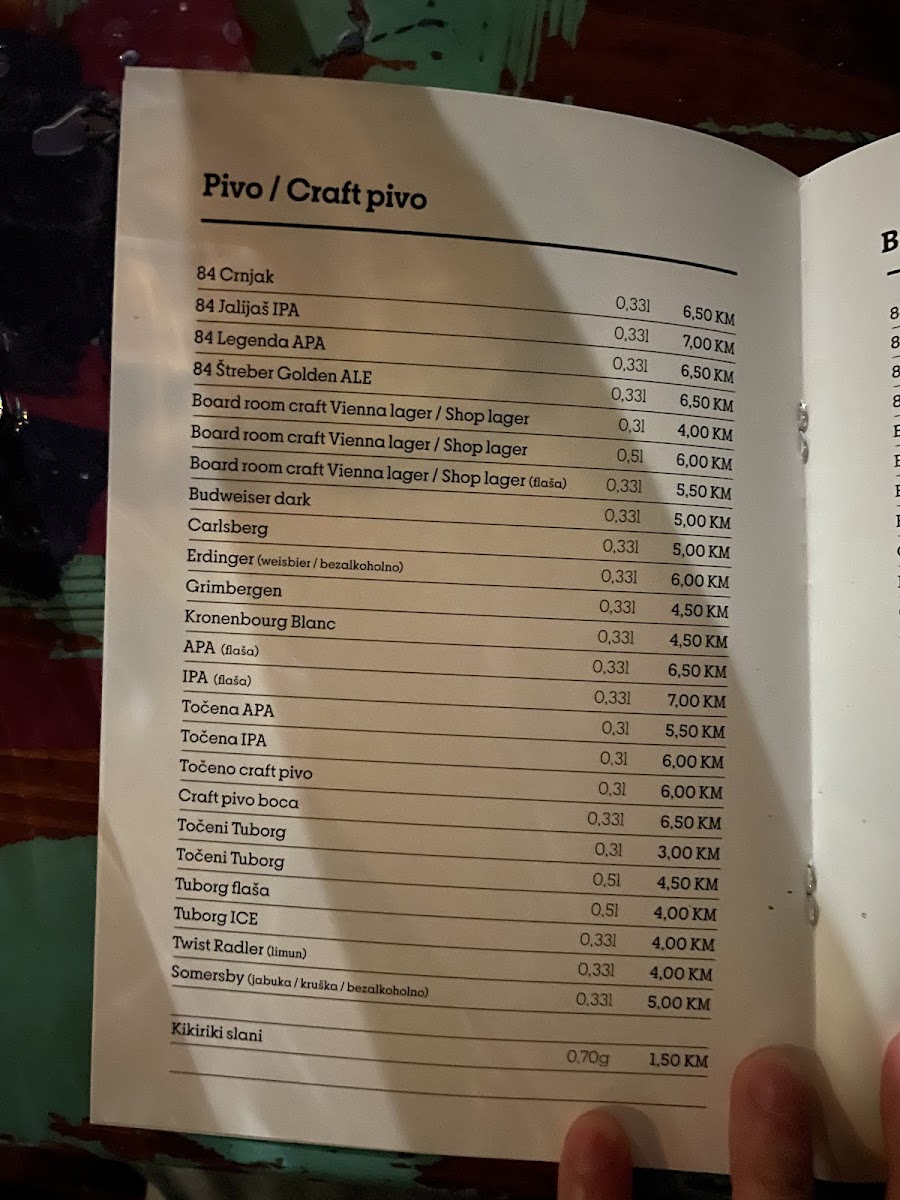 Pivo / Craft pivo
84 Crnjak 0,33l 6,50 KM
84 Jalijaš IPA 0,33l 7,00 KM
84 Legenda APA 0,33l 6,50 KM
84 Štreber Golden ALE 0,33l 6,50 KM
Board room craft Vienna lager / Shop lager 0,3l 4,00 KM
Board room craft Vienna lager / Shop lager 0,5l 6,00 KM
Board room craft Vienna lager / Shop lager (flaša) 0,33l 5,50 KM
Budweiser dark 0,33l 5,00 KM
Carlsberg 0,33l 5,00 KM
Erdinger (weisbier / bezalkoholno) 0,33l 6,00 KM
Grimbergen 0,33l 4,50 KM
Kronenbourg Blanc 0,33l 4,50 KM
APA (flaša) 0,33l 6,50 KM
IPA (flaša) 0,33l 7,00 KM
Točena APA 0,3l 5,50 KM
Točena IPA 0,3l 6,00 KM
Točeno craft pivo 0,3l 6,00 KM
Craft pivo boca 0,33l 6,50 KM
Točeni Tuborg 0,3l 3,00 KM
Točeni Tuborg 0,5l 4,50 KM
Tuborg flaša 0,5l 4,00 KM
Tuborg ICE 0,33l 4,00 KM
Twist Radler (limun) 0,33l 4,00 KM
Somersby (jabuka / kruška / bezalkoholno) 0,33l 5,00 KM
Kikiriki slani 0,70g 1,50 KM